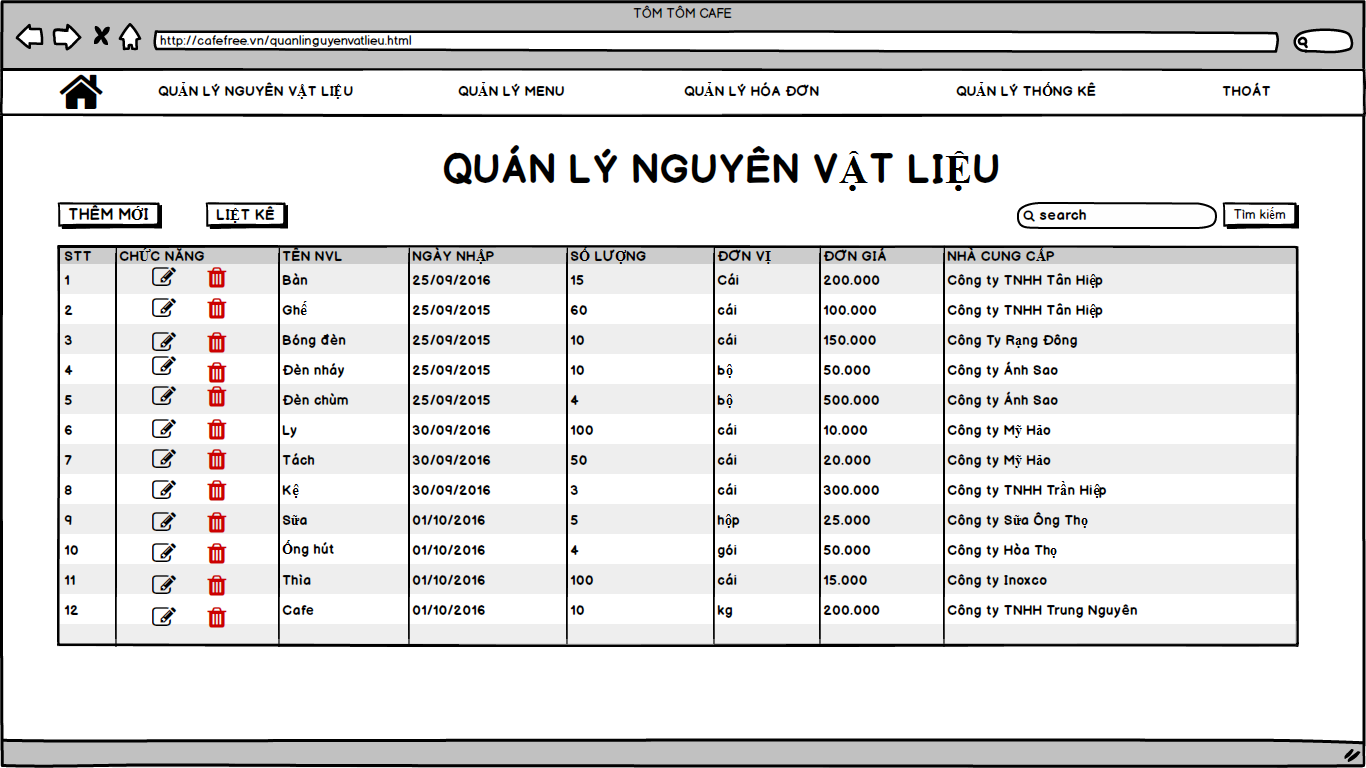 TÔM TÔM CAFE
http://cafefree.vn/quanlinguyenvatlieu.html
QUẢN LÝ NGUYÊN VẬT LIỆU QUẢN LÝ MENU QUẢN LÝ HÓA ĐƠN QUẢN LÝ THỐNG KÊ THOÁT
QUÁN LÝ NGUYÊN VẬT LIỆU
THÊM MỚI LIỆT KÊ search Tìm kiếm
STT CHỨC NĂNG TÊN NVL NGÀY NHẬP SỐ LƯỢNG ĐƠN VỊ ĐƠN GIÁ NHÀ CUNG CẤP
1 Bàn 25/09/2016 15 Cái 200.000 Công ty TNHH Tân Hiệp
2 Ghế 25/09/2015 60 cái 100.000 Công ty TNHH Tân Hiệp
3 Bóng đèn 25/09/2015 10 cái 150.000 Công Ty Rạng Đông
4 Đèn nháy 25/09/2015 10 bộ 50.000 Công ty Ánh Sao
5 Đèn chùm 25/09/2015 4 bộ 500.000 Công ty Ánh Sao
6 Ly 30/09/2016 100 cái 10.000 Công ty Mỹ Hảo
7 Tách 30/09/2016 50 cái 20.000 Công ty Mỹ Hảo
8 Kệ 30/09/2016 3 cái 300.000 Công ty TNHH Trần Hiệp
9 Sữa 01/10/2016 5 hộp 25.000 Công ty Sữa Ông Thọ
10 Ống hút 01/10/2016 4 gói 50.000 Công ty Hòa Thọ
11 Thìa 01/10/2016 100 cái 15.000 Công ty Inoxco
12 Cafe 01/10/2016 10 kg 200.000 Công ty TNHH Trung Nguyên